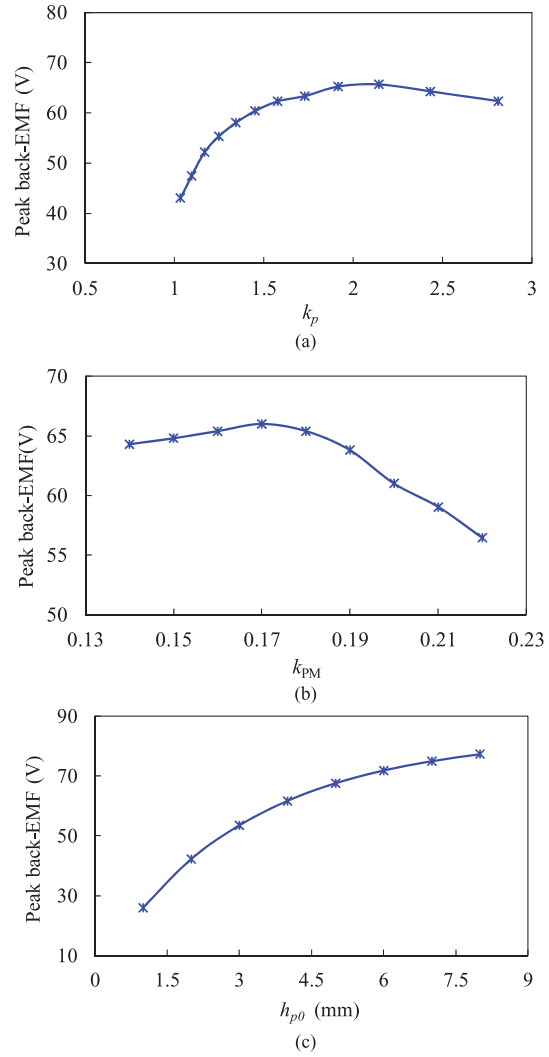 Peak back-EMF (V)
80
70
60
50
40
30
0.5 1 1.5 2 2.5 3
k_p
(a)
Peak back-EMF(V)
70
65
60
55
50
0.13 0.15 0.17 0.19 0.21 0.23
k_PM
(b)
Peak back-EMF (V)
90
70
50
30
10
0 1.5 3 4.5 6 7.5 9
h_p0 (mm)
(c)